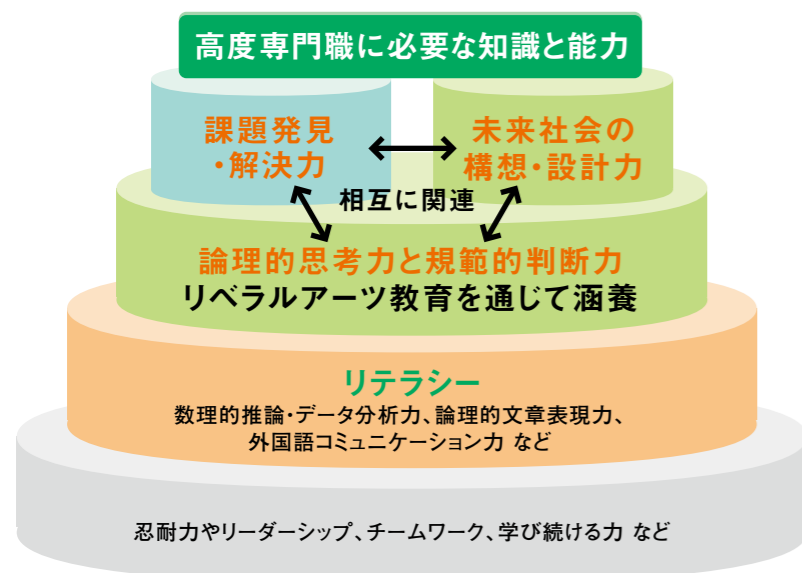 高度専門職に必要な知識と能力
課題発見
・解決力
未来社会の
構想・設計力
相互に関連
論理的思考力と規範的判断力
リベラルアーツ教育を通じて涵養
リテラシー
数理的推論・データ分析力、論理的文章表現力、
外国語コミュニケーション力 など
忍耐力やリーダーシップ、チームワーク、学び続ける力 など